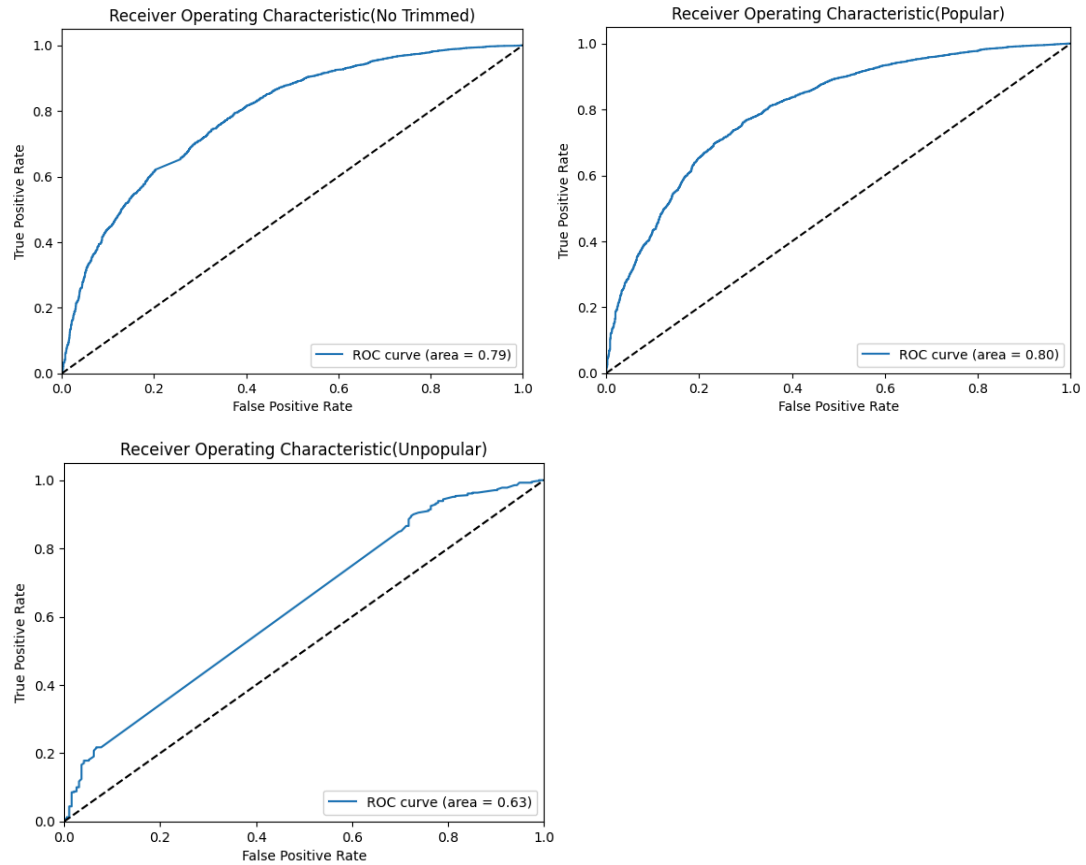 Receiver Operating Characteristic(No Trimmed)
True Positive Rate
1.0
0.8
0.6
0.4
0.2
0.0
0.0 0.2 0.4 0.6 0.8 1.0
False Positive Rate
ROC curve (area = 0.79)
Receiver Operating Characteristic(Popular)
True Positive Rate
1.0
0.8
0.6
0.4
0.2
0.0
0.0 0.2 0.4 0.6 0.8 1.0
False Positive Rate
ROC curve (area = 0.80)
Receiver Operating Characteristic(Unpopular)
True Positive Rate
1.0
0.8
0.6
0.4
0.2
0.0
0.0 0.2 0.4 0.6 0.8 1.0
False Positive Rate
ROC curve (area = 0.63)